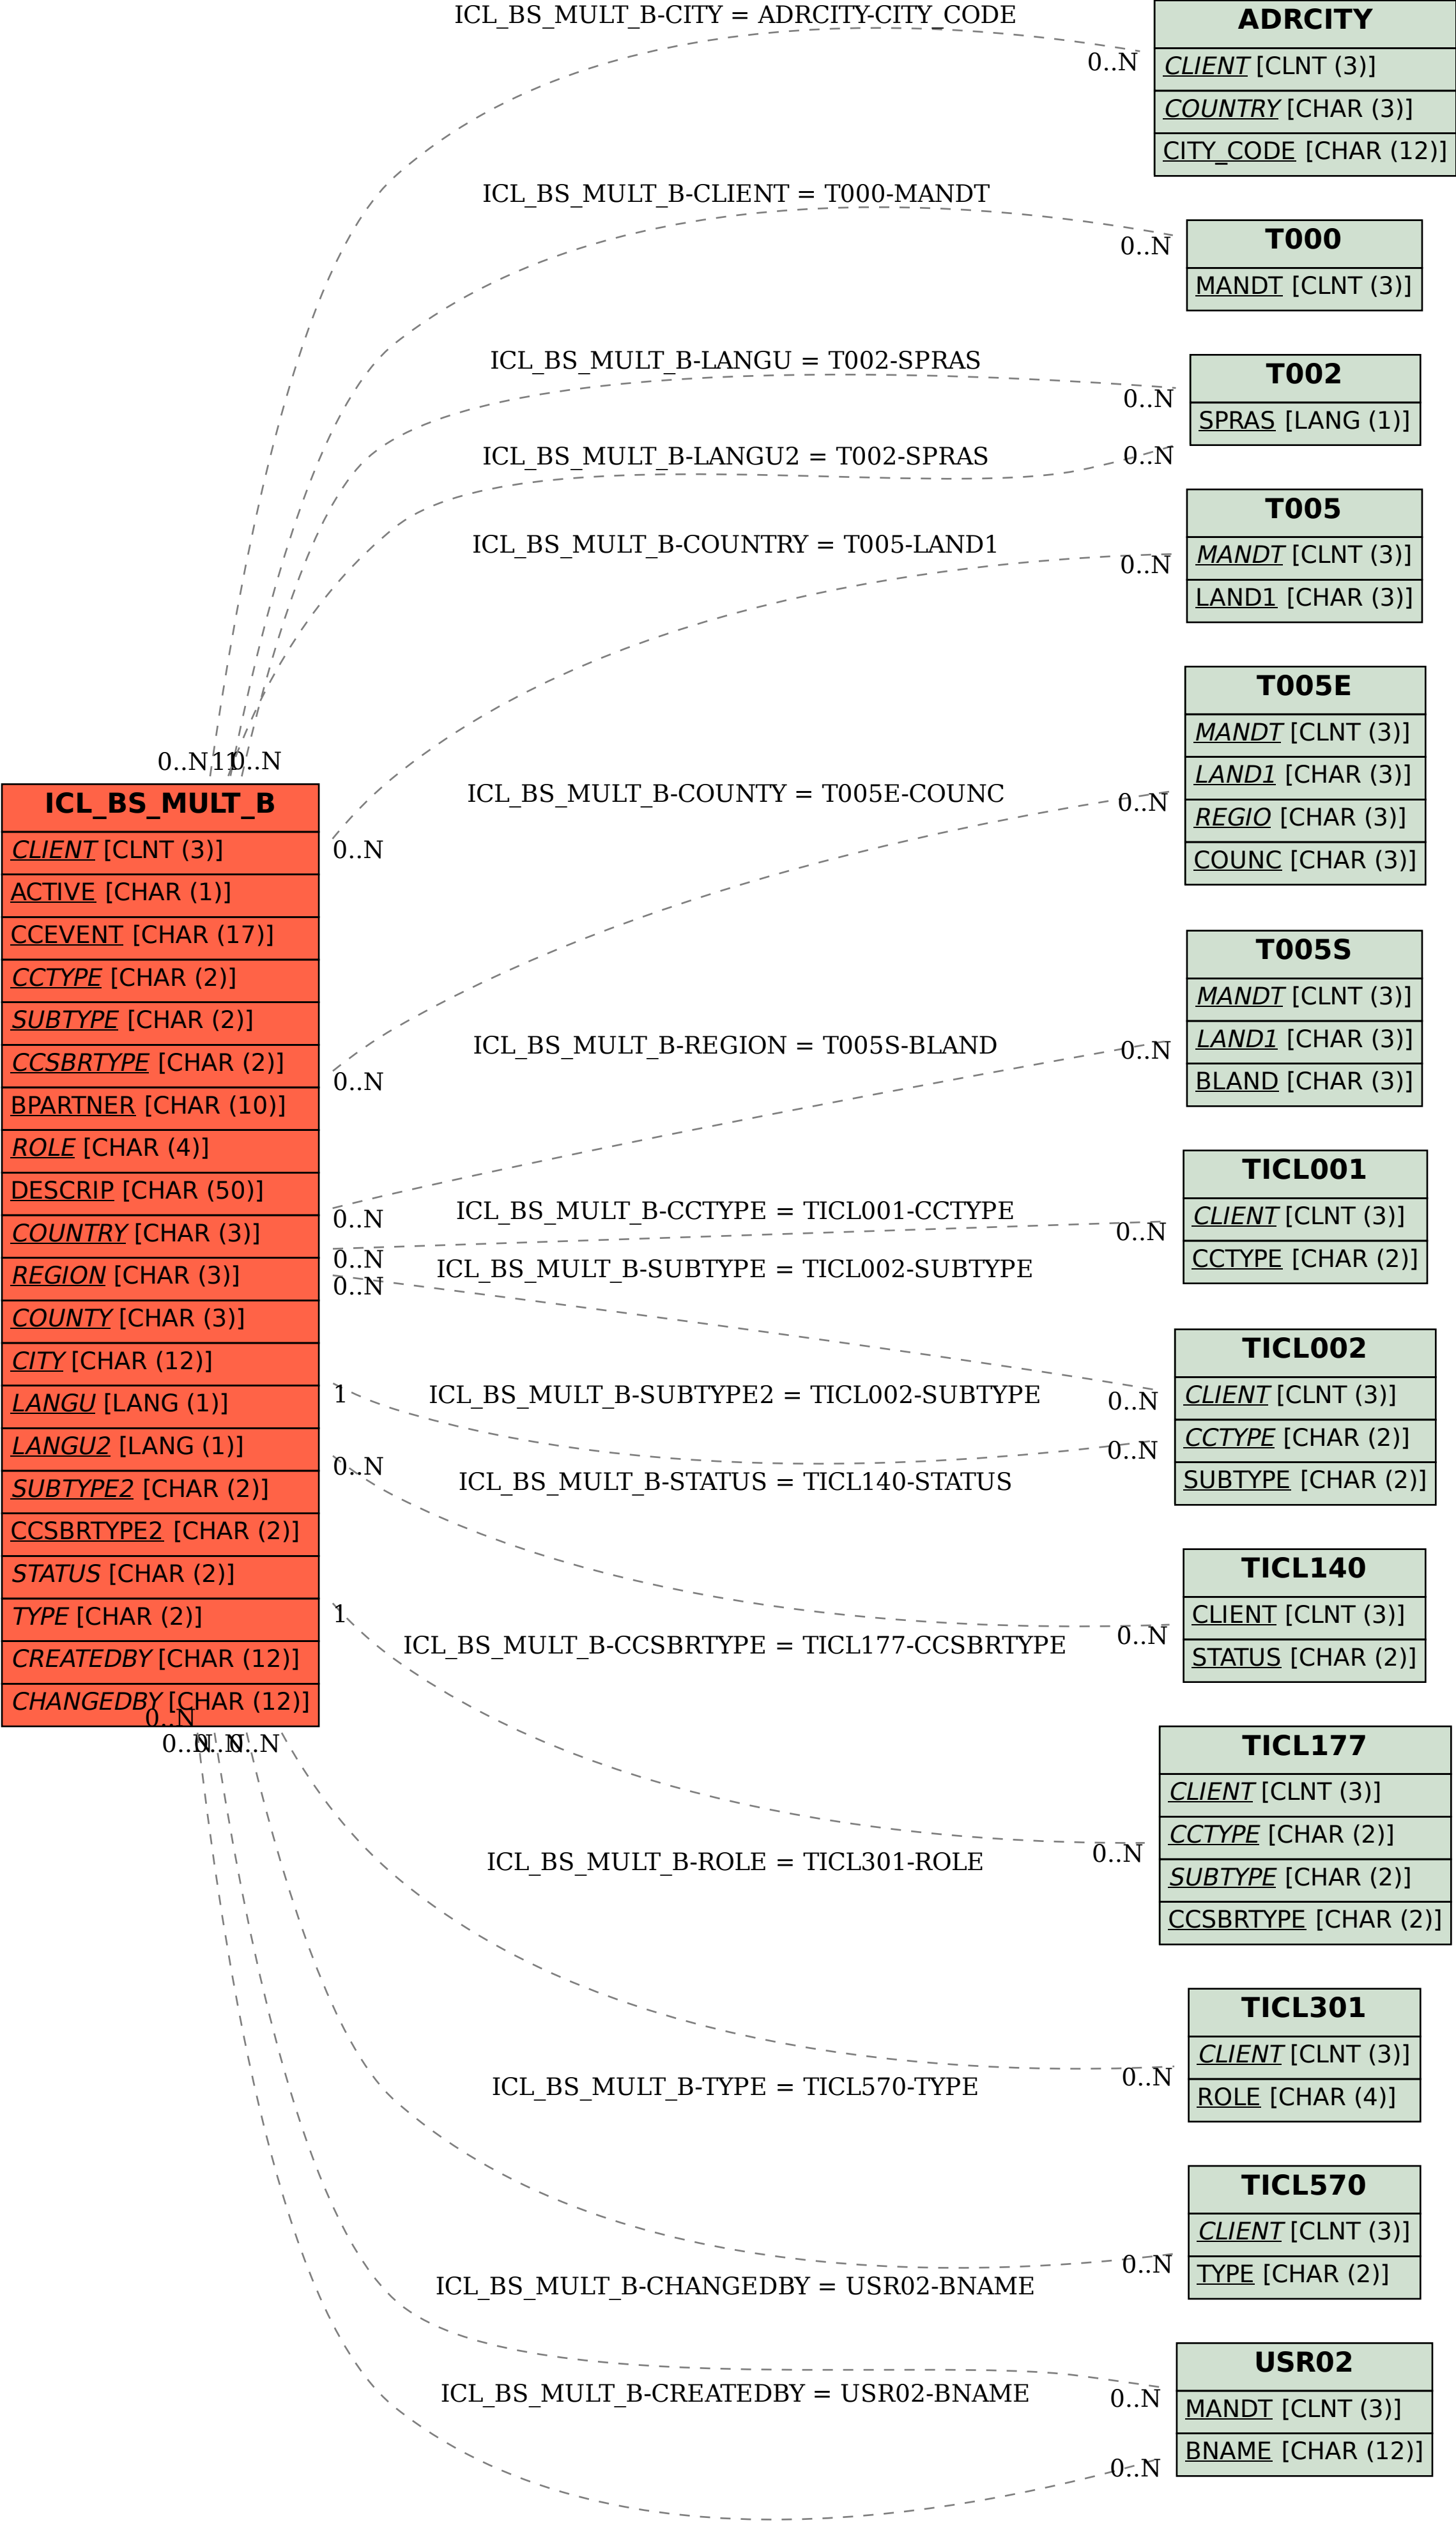 ICL_BS_MULT_B-CITY = ADRCITY-CITY_CODE
0..N
ADRCITY
CLIENT [CLNT (3)]
COUNTRY [CHAR (3)]
CITY_CODE [CHAR (12)]
ICL_BS_MULT_B-CLIENT = T000-MANDT
0..N
T000
MANDT [CLNT (3)]
ICL_BS_MULT_B-LANGU = T002-SPRAS
0..N
T002
SPRAS [LANG (1)]
ICL_BS_MULT_B-LANGU2 = T002-SPRAS
0..N
T005
MANDT [CLNT (3)]
LAND1 [CHAR (3)]
ICL_BS_MULT_B-COUNTRY = T005-LAND1
0..N
T005E
MANDT [CLNT (3)]
LAND1 [CHAR (3)]
REGIO [CHAR (3)]
COUNC [CHAR (3)]
ICL_BS_MULT_B-COUNTY = T005E-COUNC
0..N
0..N
1
1
0..N
ICL_BS_MULT_B
CLIENT [CLNT (3)]
ACTIVE [CHAR (1)]
CCEVENT [CHAR (17)]
CCTYPE [CHAR (2)]
SUBTYPE [CHAR (2)]
CCSBRTYPE [CHAR (2)]
BPARTNER [CHAR (10)]
ROLE [CHAR (4)]
DESCRIP [CHAR (50)]
COUNTRY [CHAR (3)]
REGION [CHAR (3)]
COUNTY [CHAR (3)]
CITY [CHAR (12)]
LANGU [LANG (1)]
LANGU2 [LANG (1)]
SUBTYPE2 [CHAR (2)]
CCSBRTYPE2 [CHAR (2)]
STATUS [CHAR (2)]
TYPE [CHAR (2)]
CREATEDBY [CHAR (12)]
CHANGEDBY [CHAR (12)]
0..N
0..N
0..N
0..N
0..N
0..N
0..N
0..N
0..N
1
0..N
1
T005S
MANDT [CLNT (3)]
LAND1 [CHAR (3)]
BLAND [CHAR (3)]
ICL_BS_MULT_B-REGION = T005S-BLAND
0..N
TICL001
CLIENT [CLNT (3)]
CCTYPE [CHAR (2)]
ICL_BS_MULT_B-CCTYPE = TICL001-CCTYPE
0..N
ICL_BS_MULT_B-SUBTYPE = TICL002-SUBTYPE
TICL002
CLIENT [CLNT (3)]
CCTYPE [CHAR (2)]
SUBTYPE [CHAR (2)]
ICL_BS_MULT_B-SUBTYPE2 = TICL002-SUBTYPE
0..N
0..N
ICL_BS_MULT_B-STATUS = TICL140-STATUS
TICL140
CLIENT [CLNT (3)]
STATUS [CHAR (2)]
0..N
ICL_BS_MULT_B-CCSBRTYPE = TICL177-CCSBRTYPE
TICL177
CLIENT [CLNT (3)]
CCTYPE [CHAR (2)]
SUBTYPE [CHAR (2)]
CCSBRTYPE [CHAR (2)]
0..N
ICL_BS_MULT_B-ROLE = TICL301-ROLE
TICL301
CLIENT [CLNT (3)]
ROLE [CHAR (4)]
0..N
ICL_BS_MULT_B-TYPE = TICL570-TYPE
TICL570
CLIENT [CLNT (3)]
TYPE [CHAR (2)]
0..N
ICL_BS_MULT_B-CHANGEDBY = USR02-BNAME
USR02
MANDT [CLNT (3)]
BNAME [CHAR (12)]
0..N
ICL_BS_MULT_B-CREATEDBY = USR02-BNAME
0..N